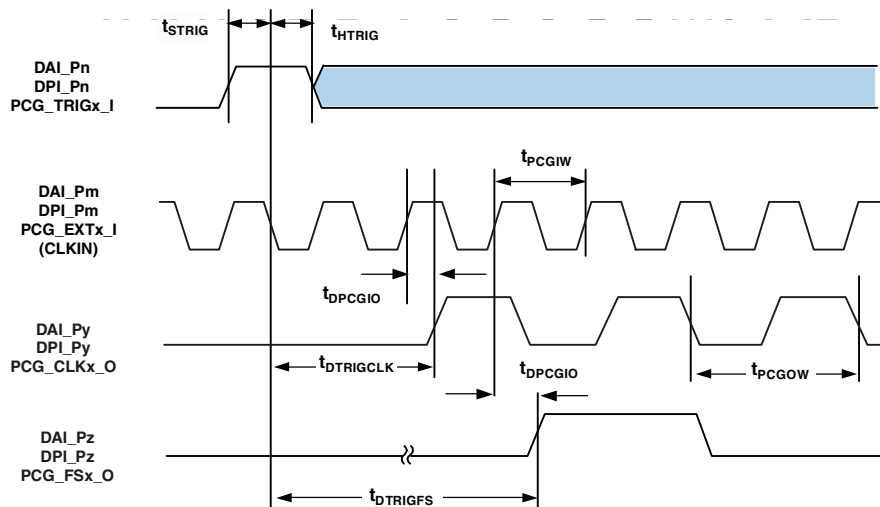 tSTRIG
tHTRIG
DAI_Pn
DPI_Pn
PCG_TRIGx_I
tPCGIW
DAI_Pm
DPI_Pm
PCG_EXTx_I
(CLKIN)
tDPCGIO
DAI_Py
DPI_Py
PCG_CLKx_O
tDTRIGCLK
tDPCGIO
tPCGOW
DAI_Pz
DPI_Pz
PCG_FSx_O
tDTRIGFS